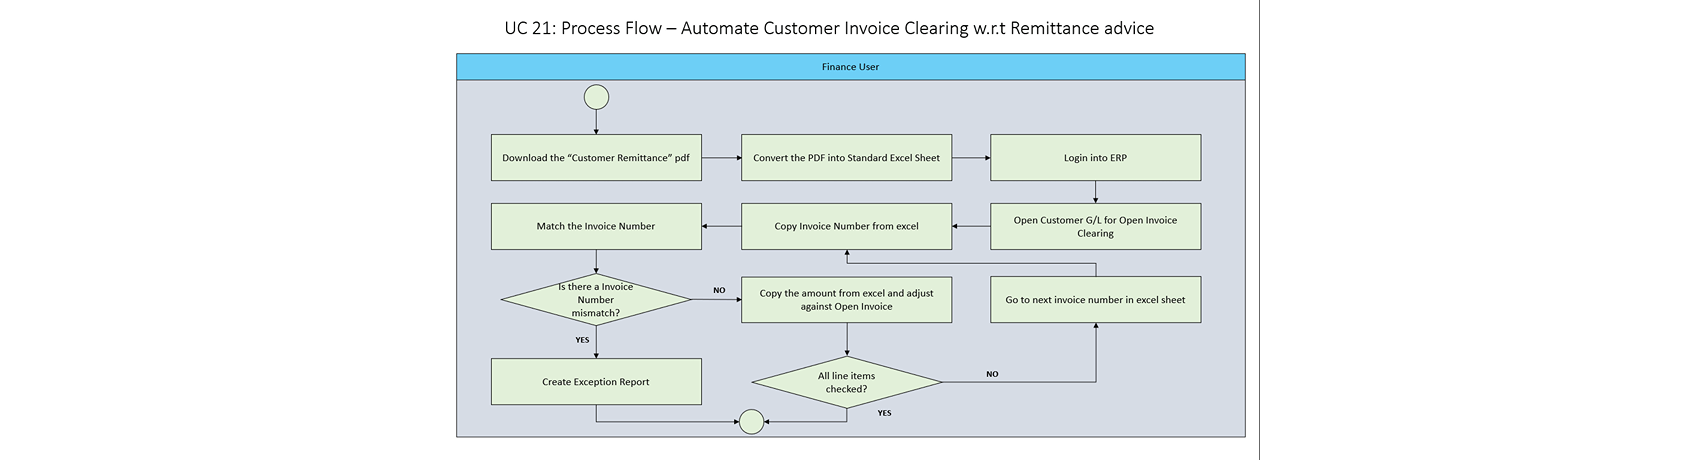 UC 21: Process Flow – Automate Customer Invoice Clearing w.r.t Remittance advice
Finance User
Download the “Customer Remittance” pdf
Convert the PDF into Standard Excel Sheet
Login into ERP
Open Customer G/L for Open Invoice
Clearing
Copy Invoice Number from excel
Match the Invoice Number
Is there a Invoice
Number
mismatch?
NO
Copy the amount from excel and adjust
against Open Invoice
Go to next invoice number in excel sheet
YES
Create Exception Report
All line items
checked?
NO
YES